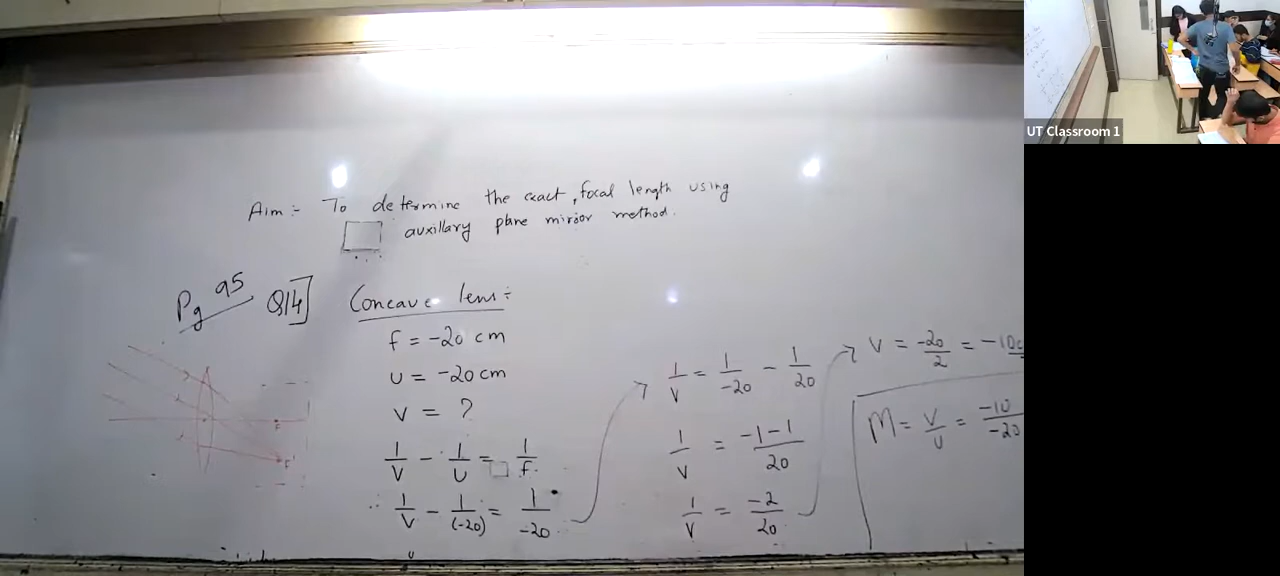 Aim :- To determine the exact, focal length using
auxillary plane mirror method.
Pg 95 Q14]
Concave lens :-
f = -20 cm
u = -20 cm
v = ?
1/v - 1/u = 1/f
∴ 1/v - 1/(-20) = 1/-20
1/v = 1/-20 - 1/20
1/v = -1-1/20
1/v = -2/20
v = -20/2 = -10c
M = v/u = -10/-20
UT Classroom 1